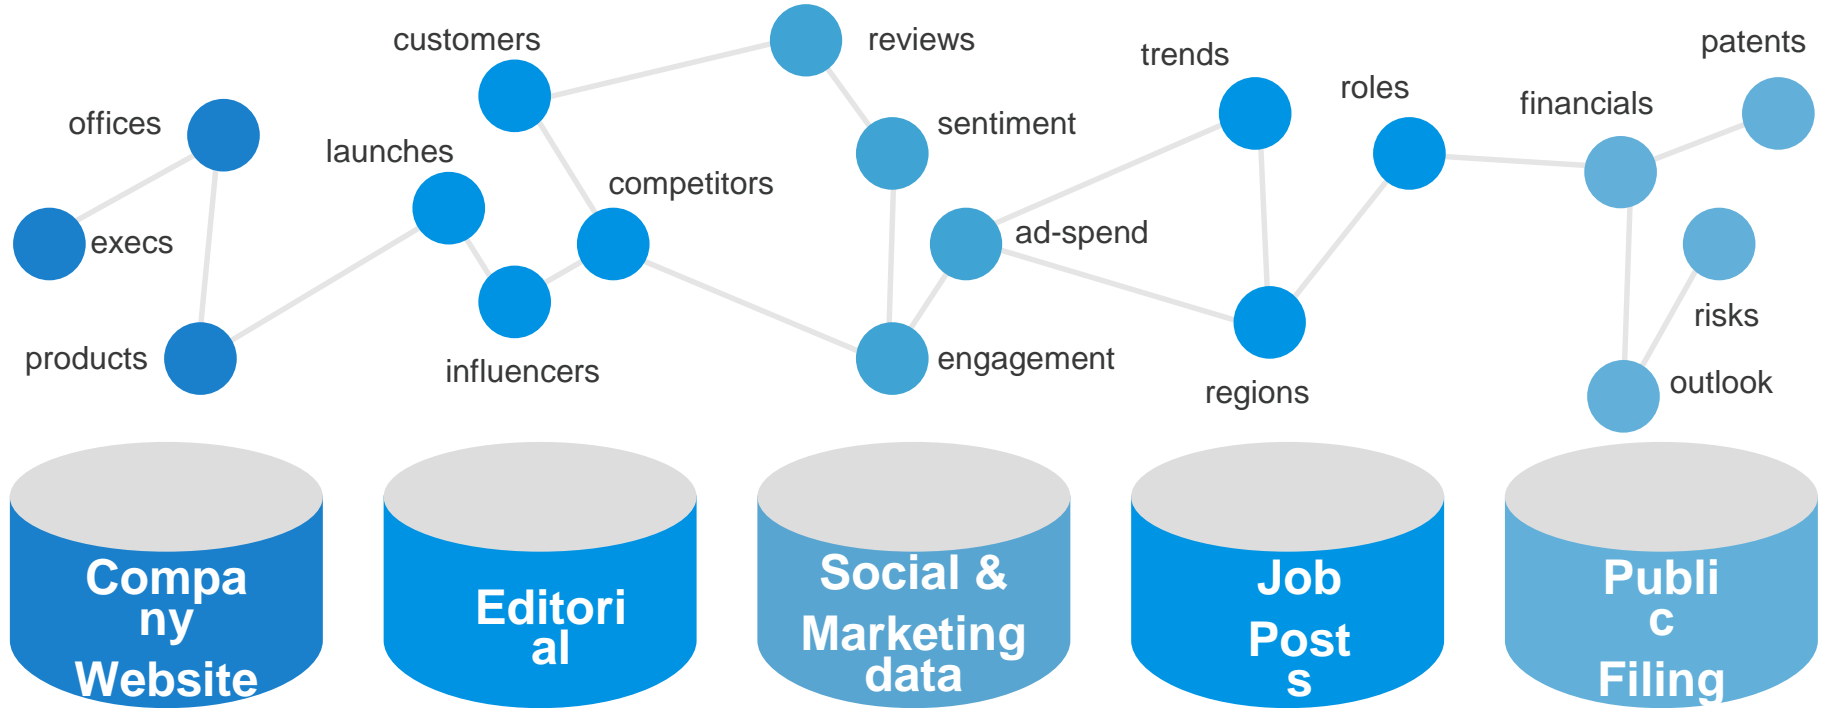 customers
reviews
trends
patents
roles
financials
offices
sentiment
launches
competitors
execs
ad-spend
risks
products
influencers
engagement
regions
outlook
Compa
ny
Website
Editori
al
Social &
Marketing
data
Job
Post
s
Publi
c
Filing